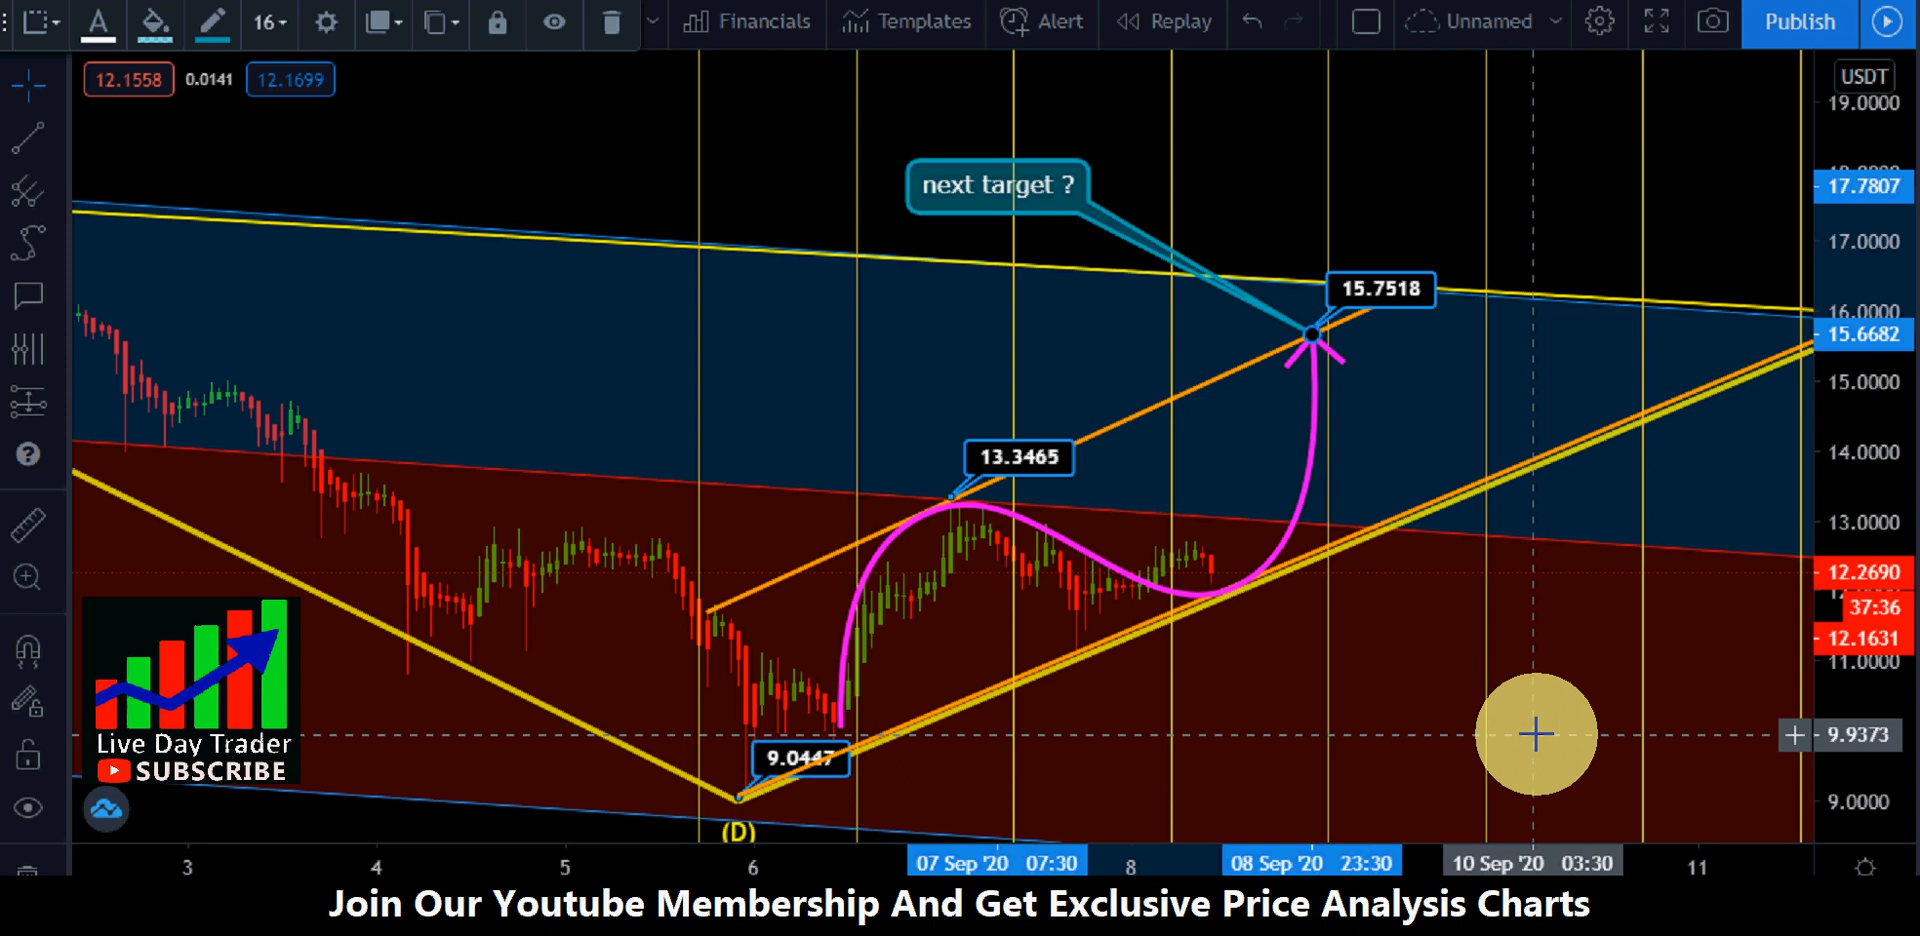 A 16 Financials Templates Alert Replay Unnamed Publish
12.1558 0.0141 12.1699
USDT
19.0000
17.7807
next target ?
17.0000
15.7518
16.0000
15.6682
15.0000
13.3465
14.0000
13.0000
12.2690
37:36
12.1631
11.0000
9.9373
Live Day Trader
9.0447
SUBSCRIBE
9.0000
(D)
3 4 5 6 07 Sep '20 07:30 8 08 Sep '20 23:30 10 Sep '20 03:30 11
Join Our Youtube Membership And Get Exclusive Price Analysis Charts